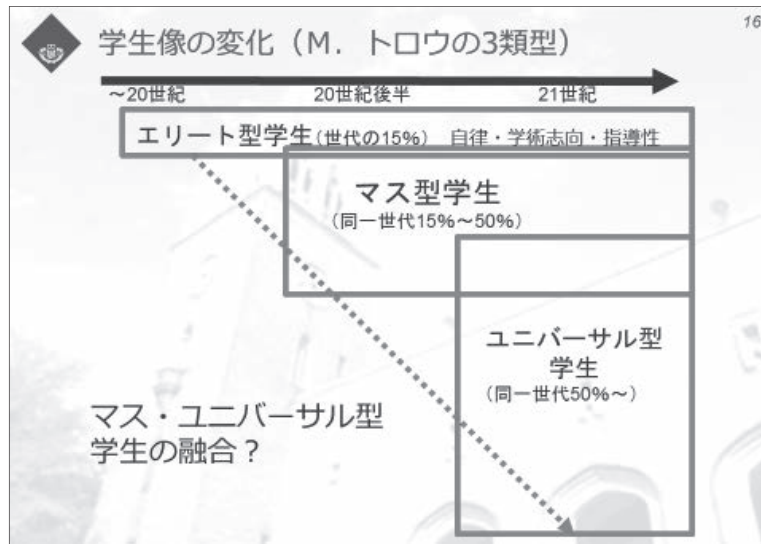 16
学生像の変化（M．トロウの3類型）
～20世紀 20世紀後半 21世紀
エリート型学生(世代の15%) 自律・学術志向・指導性
マス型学生
(同一世代15%～50%)
ユニバーサル型
学生
(同一世代50%～)
マス・ユニバーサル型
学生の融合？